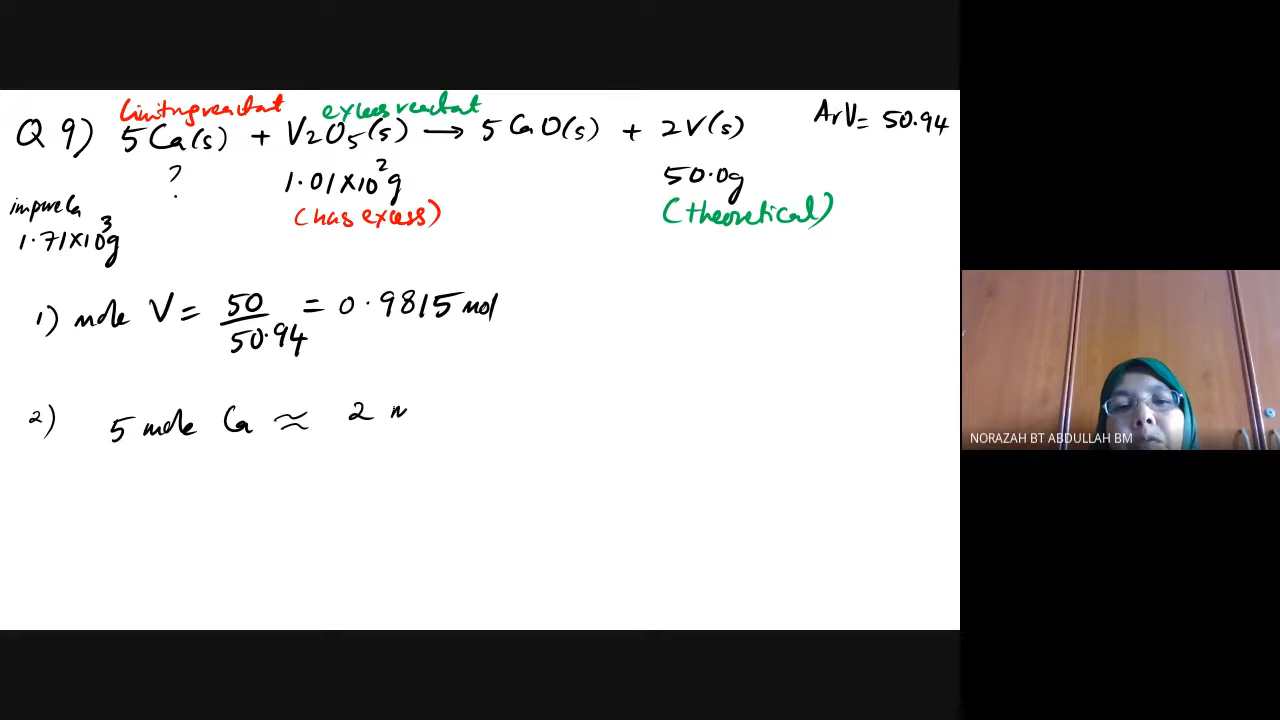 limiting reactat excess reactat
Q 9) 5Ca(s) + V2O5(s) → 5CaO(s) + 2V(s) ArV = 50.94
? 1.01×10²g 50.0g
impure Ca (has excess) (theoretical)
1.71×10³g
1) mole V = 50/50.94 = 0.9815 mol
2) 5 mole Ca ≈ 2 m
NORAZAH BT ABDULLAH BM